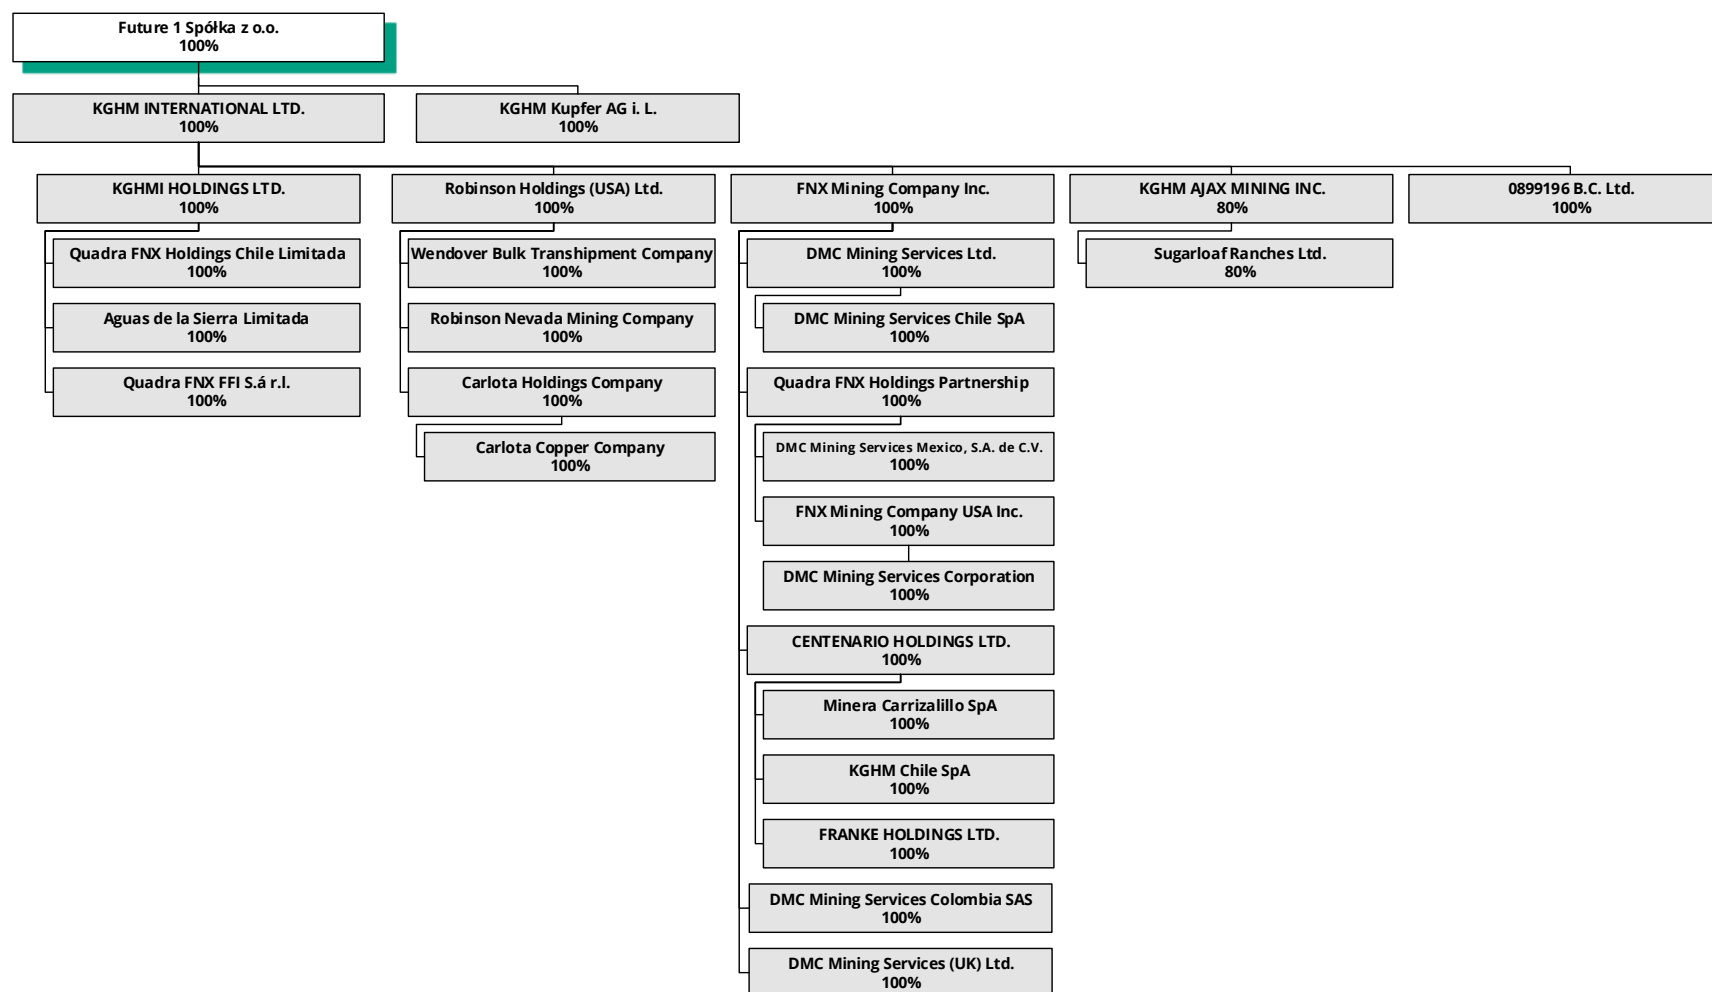 Future 1 Spółka z o.o.
100%
KGHM INTERNATIONAL LTD.
100%
KGHM Kupfer AG i. L.
100%
KGHMI HOLDINGS LTD.
100%
Robinson Holdings (USA) Ltd.
100%
FNX Mining Company Inc.
100%
KGHM AJAX MINING INC.
80%
0899196 B.C. Ltd.
100%
Quadra FNX Holdings Chile Limitada
100%
Aguas de la Sierra Limitada
100%
Quadra FNX FFI S.á r.l.
100%
Wendover Bulk Transhipment Company
100%
Robinson Nevada Mining Company
100%
Carlota Holdings Company
100%
Carlota Copper Company
100%
DMC Mining Services Ltd.
100%
DMC Mining Services Chile SpA
100%
Quadra FNX Holdings Partnership
100%
DMC Mining Services Mexico, S.A. de C.V.
100%
FNX Mining Company USA Inc.
100%
DMC Mining Services Corporation
100%
CENTENARIO HOLDINGS LTD.
100%
Minera Carrizalillo SpA
100%
KGHM Chile SpA
100%
FRANKE HOLDINGS LTD.
100%
DMC Mining Services Colombia SAS
100%
DMC Mining Services (UK) Ltd.
100%
Sugarloaf Ranches Ltd.
80%